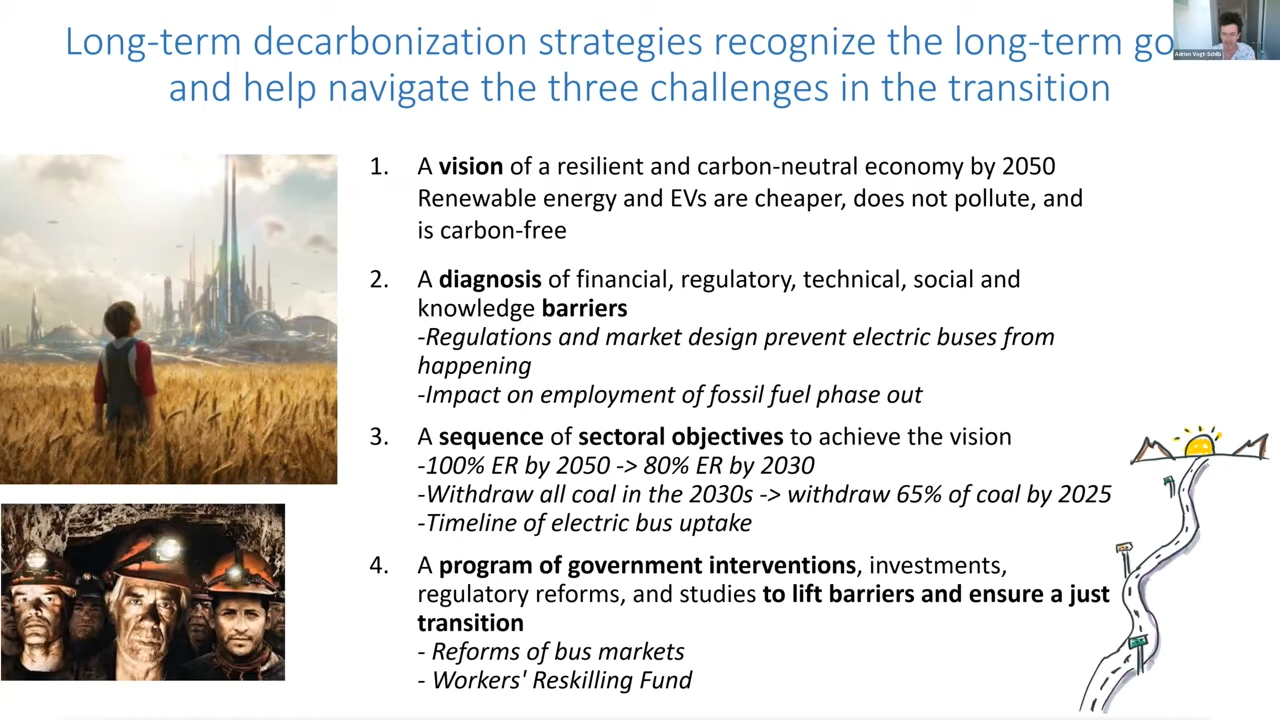 Long-term decarbonization strategies recognize the long-term go
and help navigate the three challenges in the transition
Adrien Vogt-Schilb
1. A vision of a resilient and carbon-neutral economy by 2050
Renewable energy and EVs are cheaper, does not pollute, and
is carbon-free
2. A diagnosis of financial, regulatory, technical, social and
knowledge barriers
-Regulations and market design prevent electric buses from
happening
-Impact on employment of fossil fuel phase out
3. A sequence of sectoral objectives to achieve the vision
-100% ER by 2050 -> 80% ER by 2030
-Withdraw all coal in the 2030s -> withdraw 65% of coal by 2025
-Timeline of electric bus uptake
4. A program of government interventions, investments,
regulatory reforms, and studies to lift barriers and ensure a just
transition
- Reforms of bus markets
- Workers' Reskilling Fund